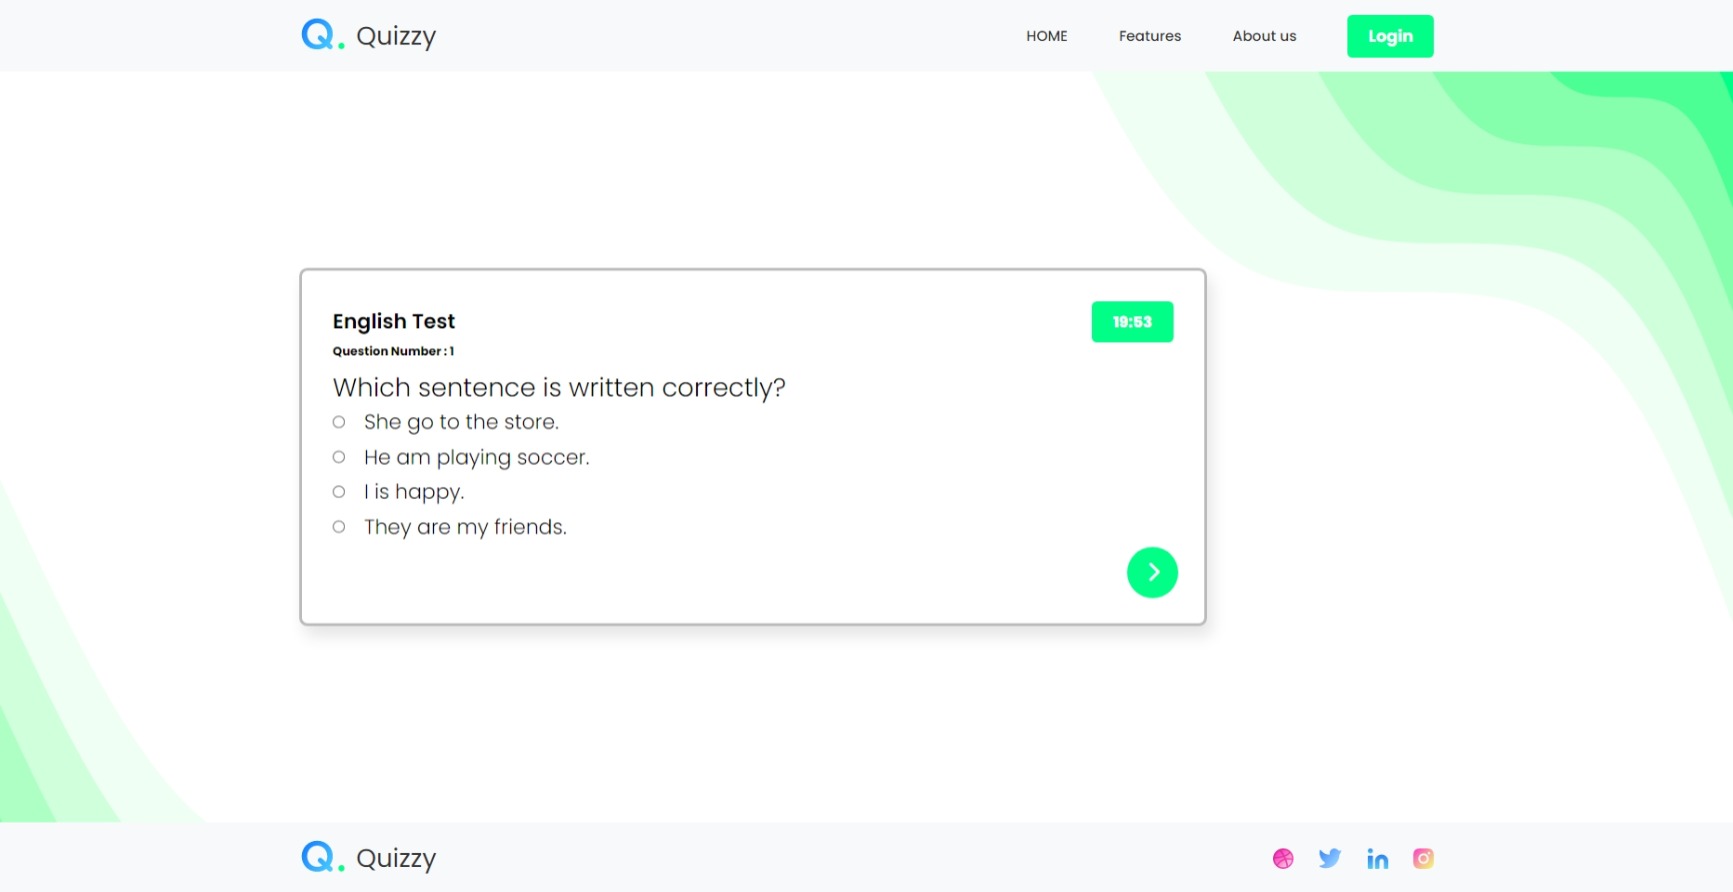 Q. Quizzy
HOME Features About us Login
English Test
19:53
Question Number : 1
Which sentence is written correctly?
She go to the store.
He am playing soccer.
I is happy.
They are my friends.
Q. Quizzy
in